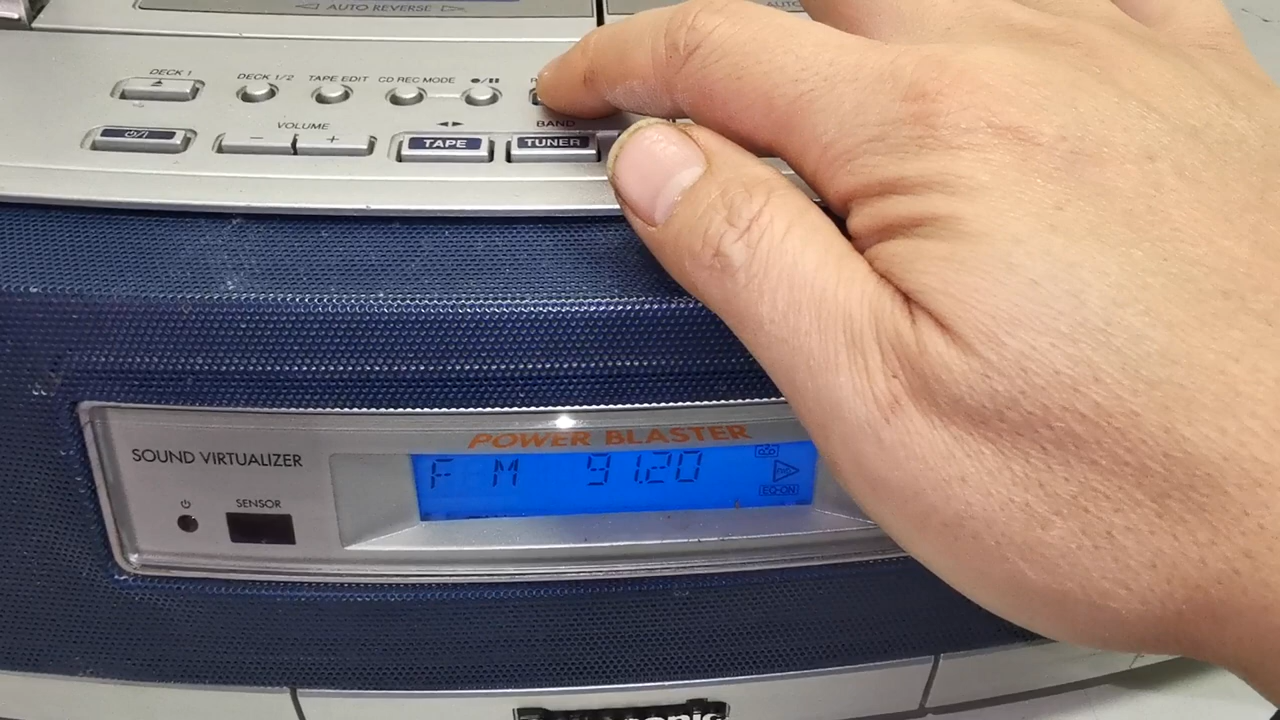 AUTO REVERSE
DECK 1
DECK 1/2
TAPE EDIT
CD REC MODE
VOLUME
BAND
− +
TAPE
TUNER
POWER BLASTER
SOUND VIRTUALIZER
SENSOR
FM 91.20
EQ-ON
Panasonic